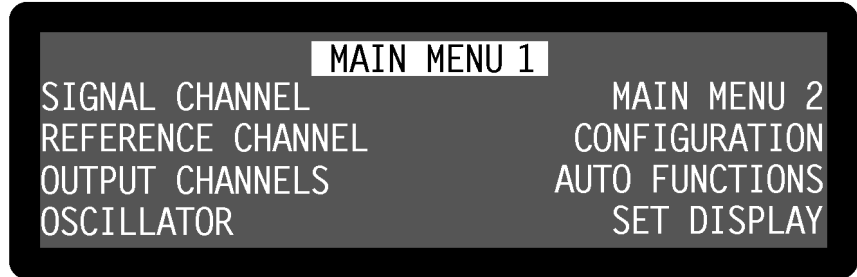 MAIN MENU 1
SIGNAL CHANNEL MAIN MENU 2
REFERENCE CHANNEL CONFIGURATION
OUTPUT CHANNELS AUTO FUNCTIONS
OSCILLATOR SET DISPLAY